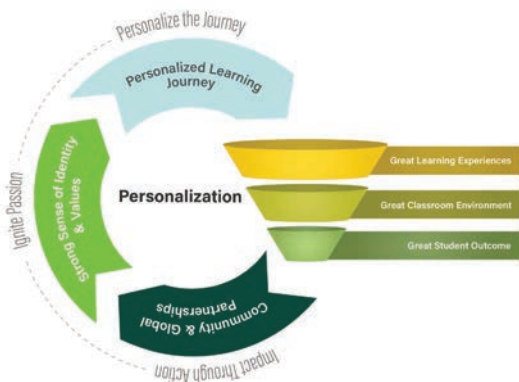 Personalize the Journey
Personalized Learning
Journey
Ignite Passion
Strong Sense of Identity
& Values
Personalization
Great Learning Experiences
Great Classroom Environment
Great Student Outcome
Community & Global
Partnerships
Impact Through Action